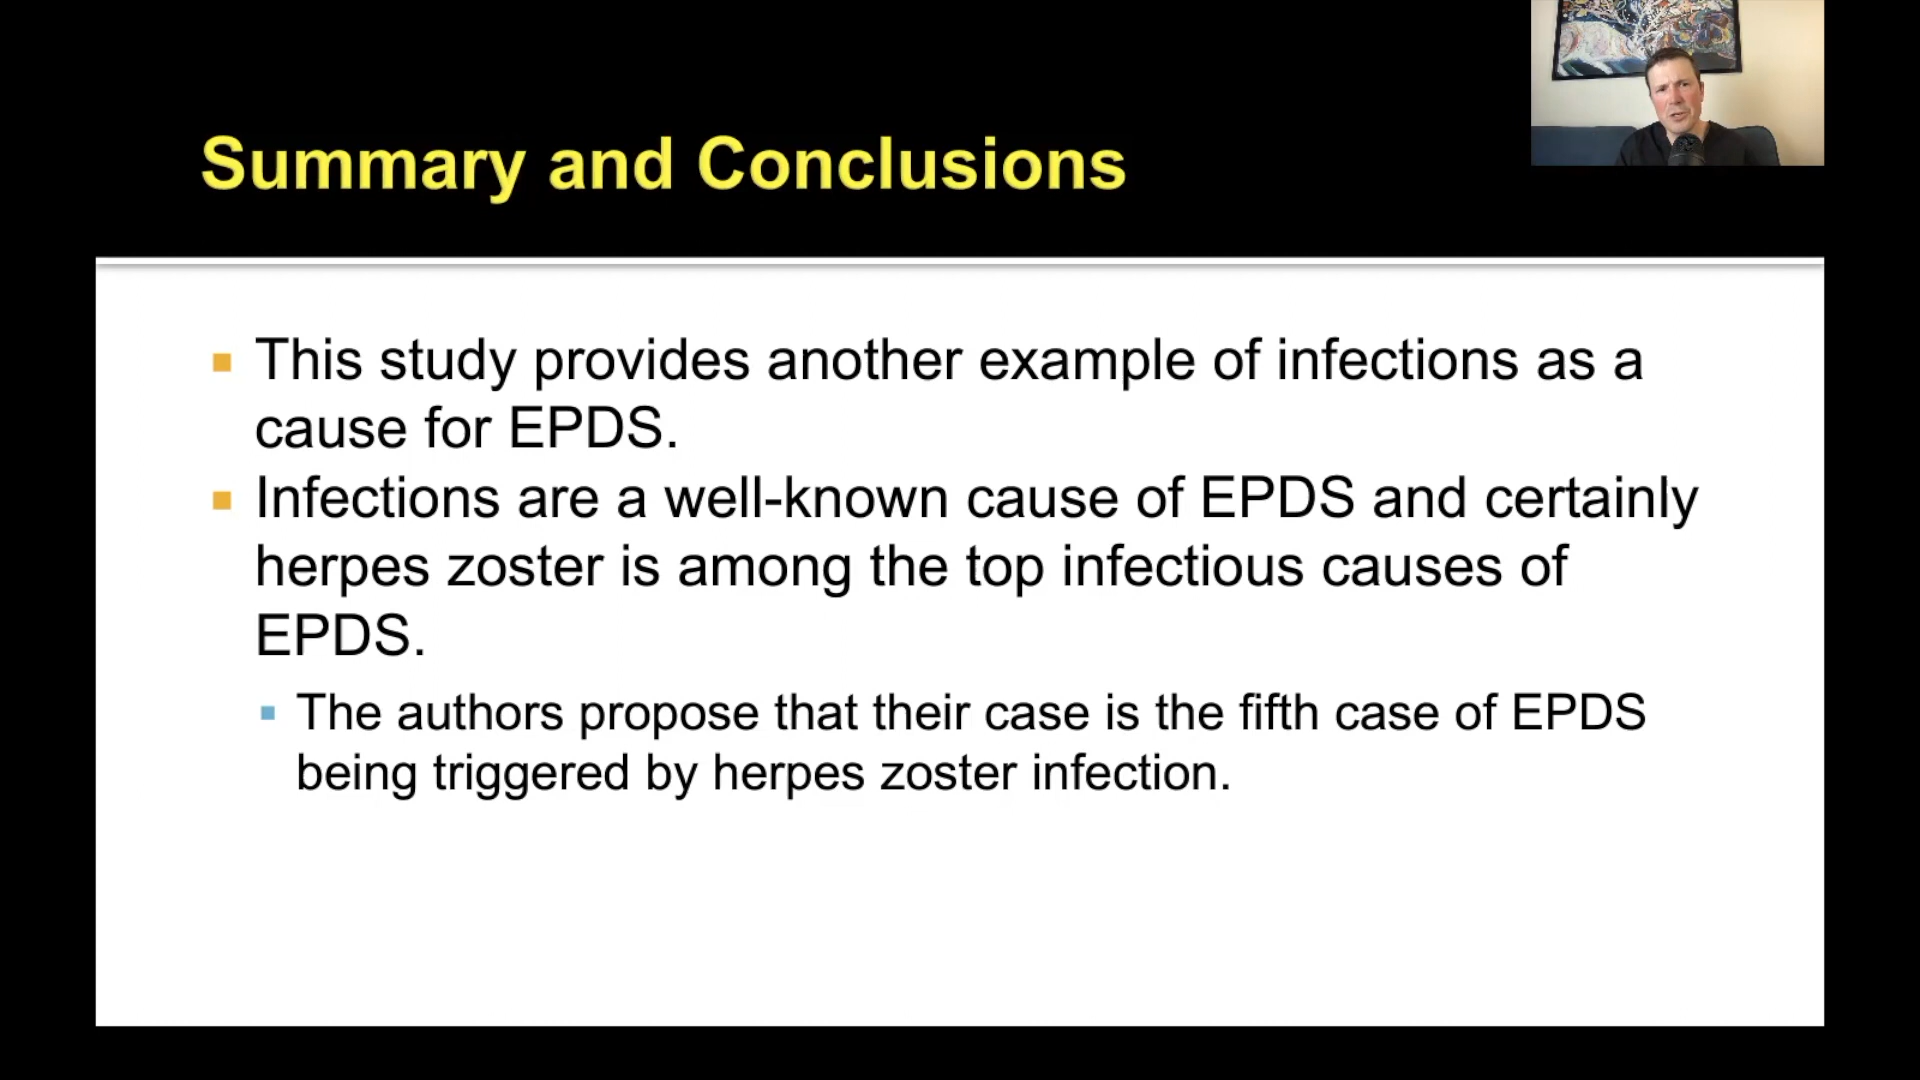 Summary and Conclusions
This study provides another example of infections as a
cause for EPDS.
Infections are a well-known cause of EPDS and certainly
herpes zoster is among the top infectious causes of
EPDS.
The authors propose that their case is the fifth case of EPDS
being triggered by herpes zoster infection.